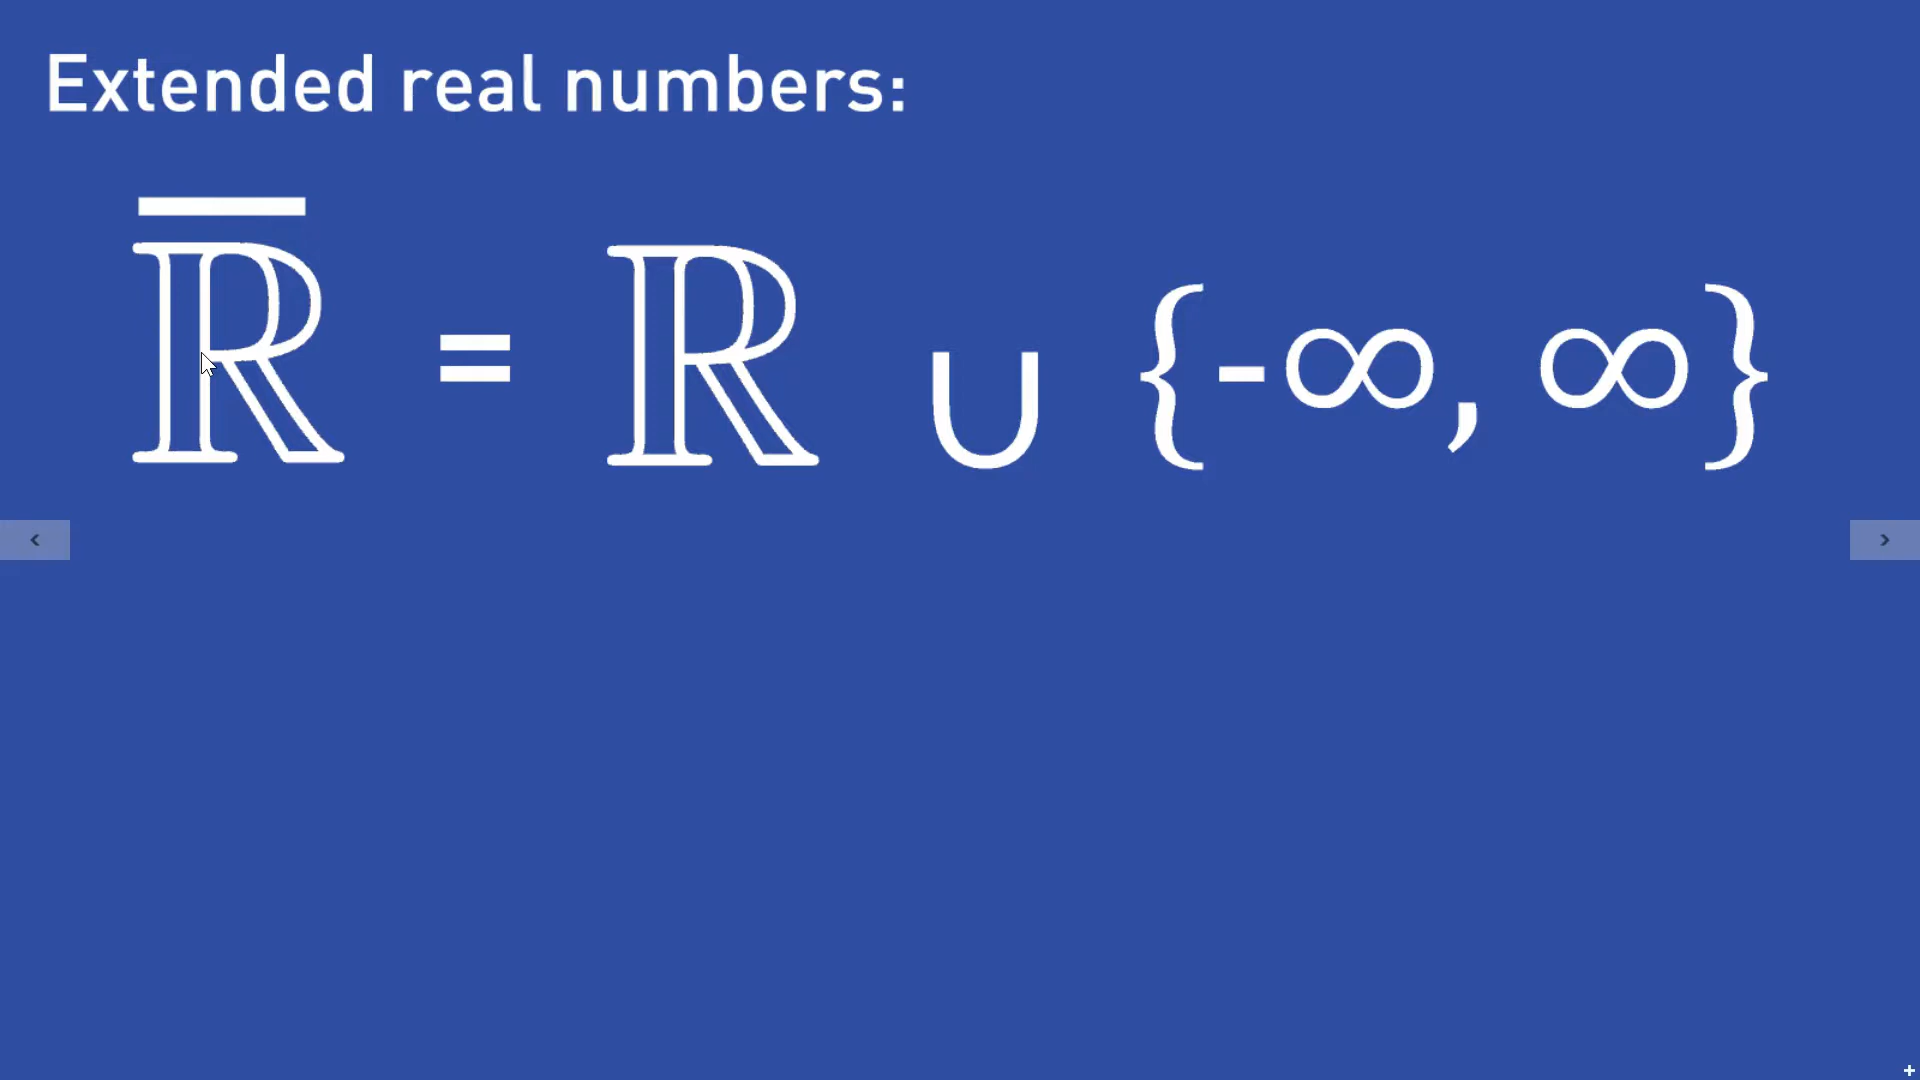 Extended real numbers:
ℝ̅ = ℝ ∪ {-∞, ∞}